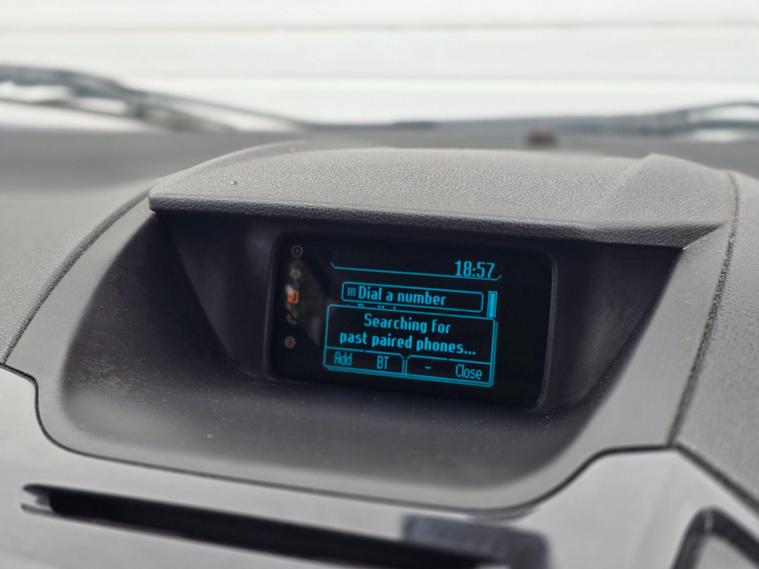 18:57
Dial a number
Searching for
past paired phones...
Add BT - Close